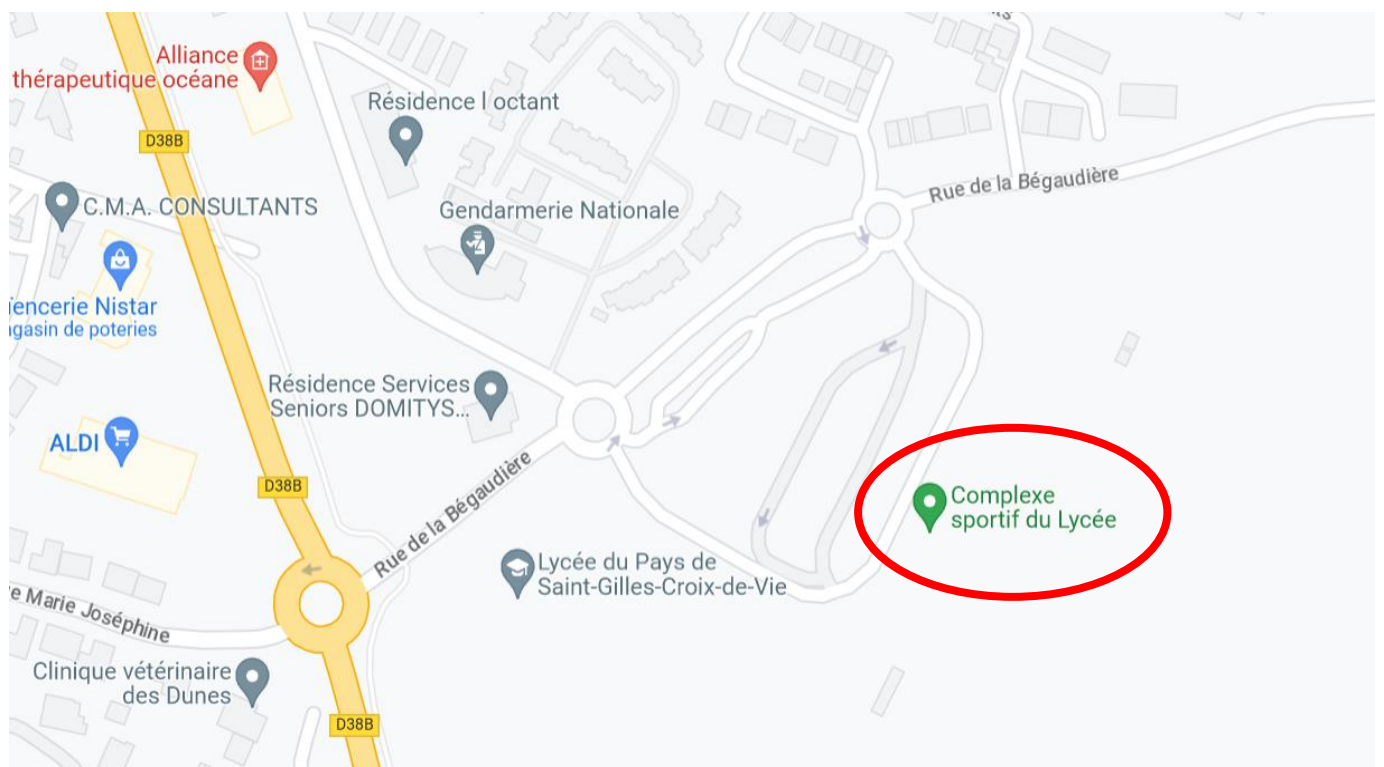 Alliance
thérapeutique océane
D38B
Résidence l octant
C.M.A. CONSULTANTS
Gendarmerie Nationale
Rue de la Bégaudière
Nistar
de poteries
Résidence Services
Seniors DOMITYS...
ALDI
D38B
Rue de la Bégaudière
Complexe
sportif du Lycée
Lycée du Pays de
Saint-Gilles-Croix-de-Vie
Marie Joséphine
Clinique vétérinaire
des Dunes
D38B